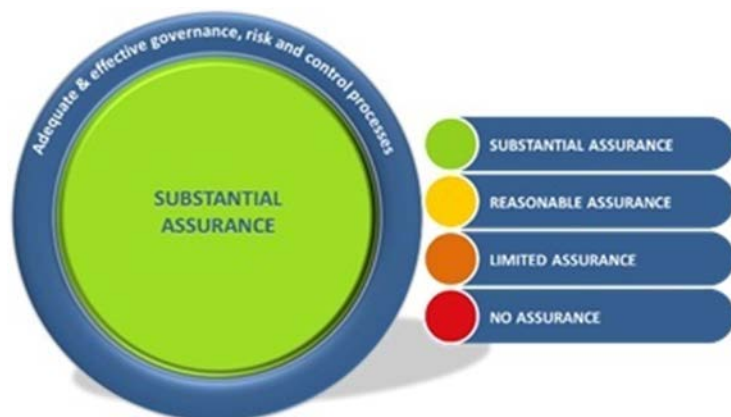 Adequate & effective governance, risk and control processes
SUBSTANTIAL
ASSURANCE
SUBSTANTIAL ASSURANCE
REASONABLE ASSURANCE
LIMITED ASSURANCE
NO ASSURANCE